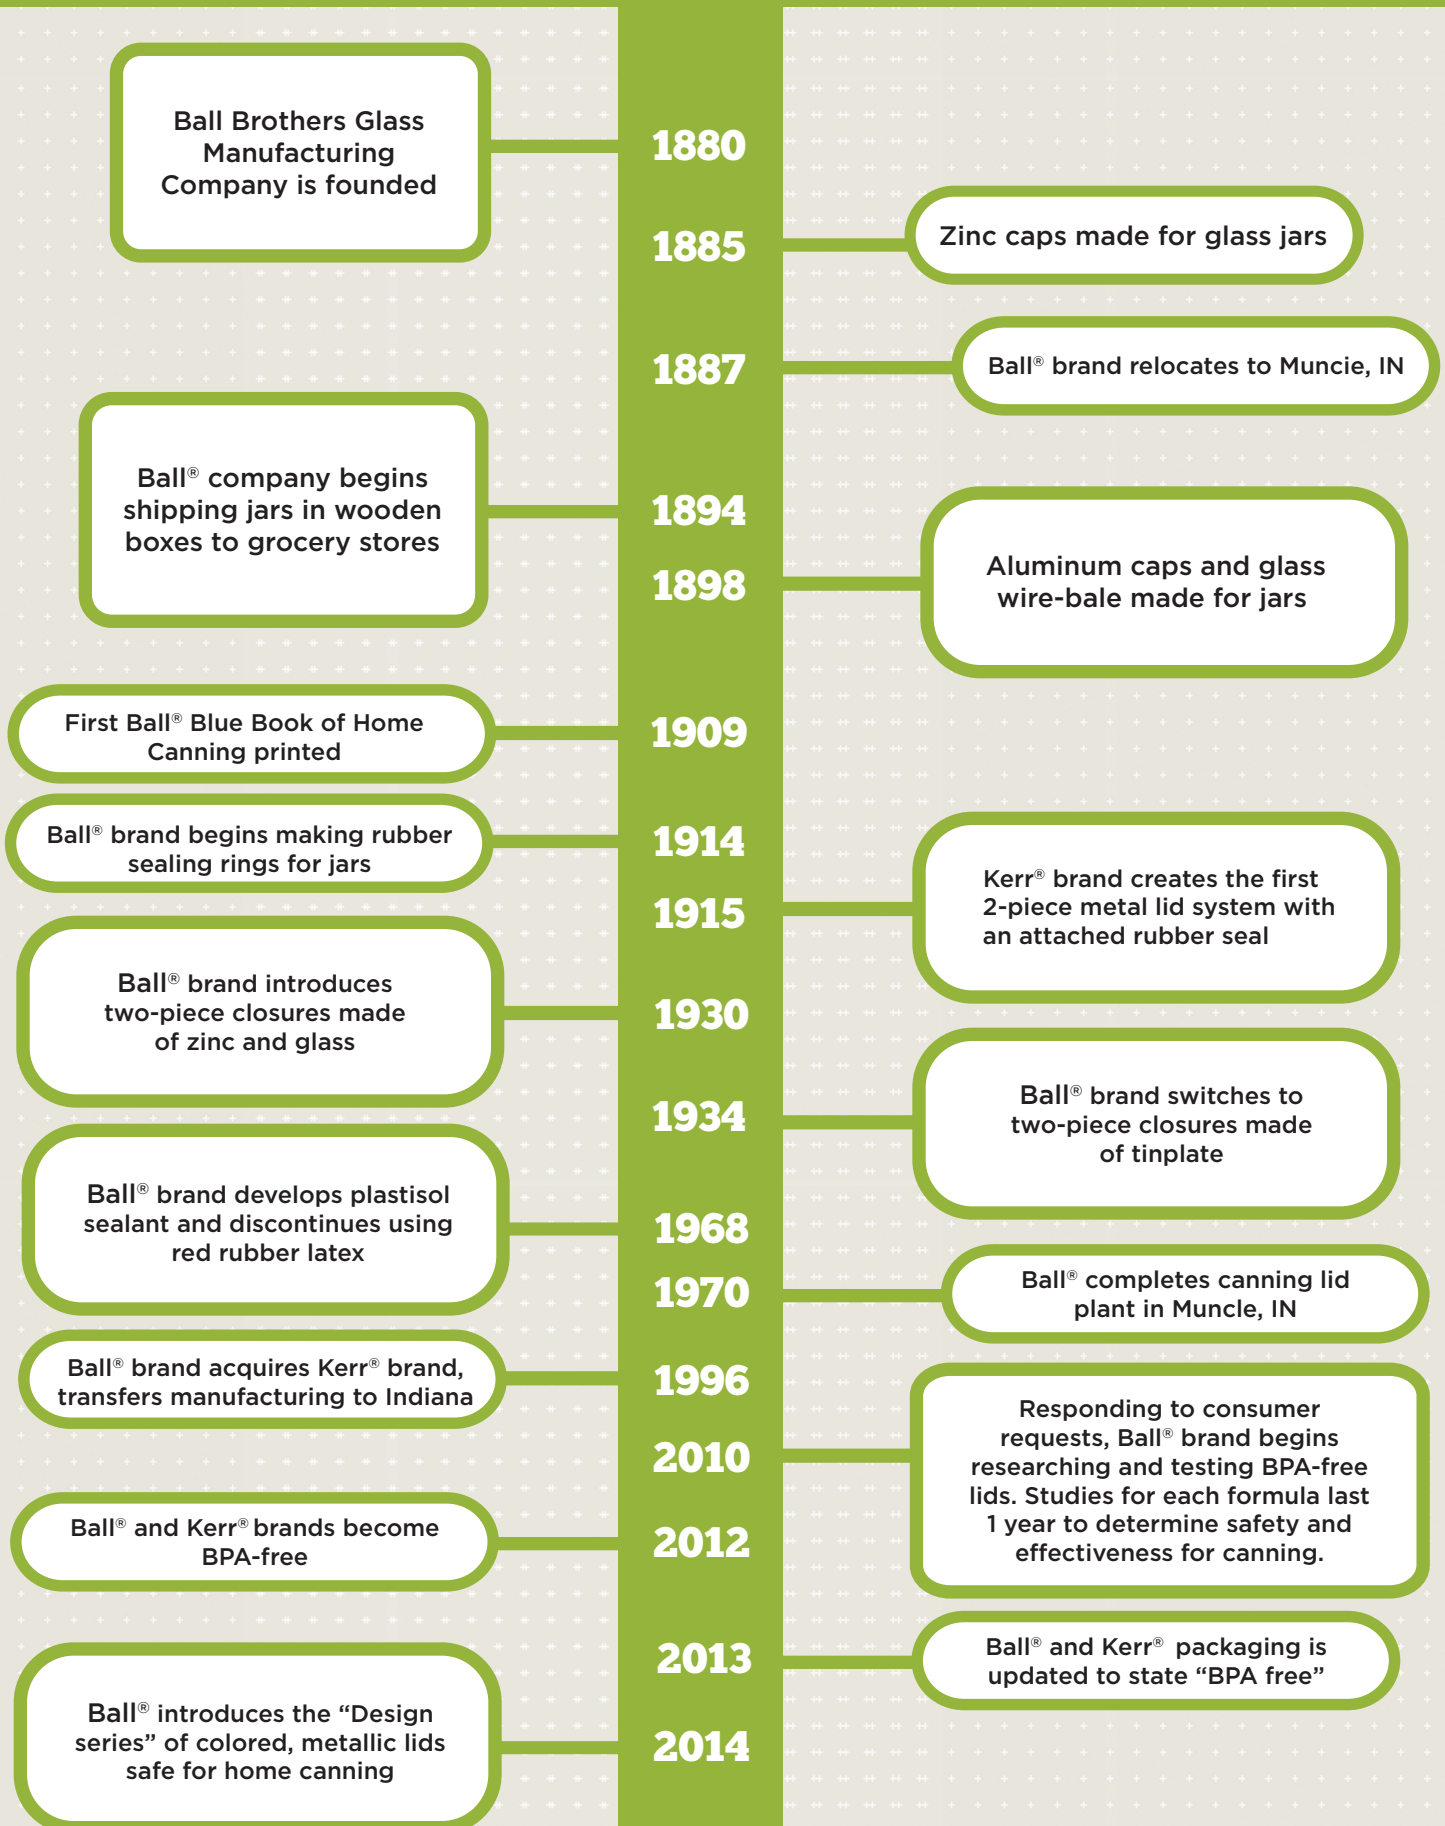 Ball Brothers Glass
Manufacturing
Company is founded
1880
1885
Zinc caps made for glass jars
1887
Ball® brand relocates to Muncie, IN
Ball® company begins
shipping jars in wooden
boxes to grocery stores
1894
1898
Aluminum caps and glass
wire-bale made for jars
First Ball® Blue Book of Home
Canning printed
1909
Ball® brand begins making rubber
sealing rings for jars
1914
1915
Kerr® brand creates the first
2-piece metal lid system with
an attached rubber seal
Ball® brand introduces
two-piece closures made
of zinc and glass
1930
1934
Ball® brand switches to
two-piece closures made
of tinplate
Ball® brand develops plastisol
sealant and discontinues using
red rubber latex
1968
1970
Ball® completes canning lid
plant in Muncle, IN
Ball® brand acquires Kerr® brand,
transfers manufacturing to Indiana
1996
2010
Responding to consumer
requests, Ball® brand begins
researching and testing BPA-free
lids. Studies for each formula last
1 year to determine safety and
effectiveness for canning.
Ball® and Kerr® brands become
BPA-free
2012
2013
Ball® and Kerr® packaging is
updated to state “BPA free”
Ball® introduces the “Design
series” of colored, metallic lids
safe for home canning
2014